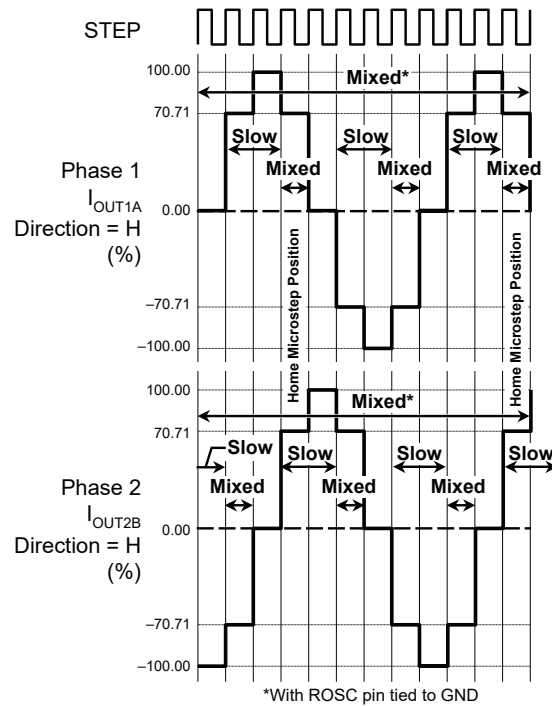 STEP
100.00
Mixed*
70.71
Slow
Slow
Slow
Mixed
Mixed
Mixed
Phase 1
I_OUT1A
Direction = H
(%)
0.00
Home Microstep Position
Home Microstep Position
–70.71
–100.00
100.00
Mixed*
70.71
Slow
Slow
Slow
Slow
Mixed
Mixed
Mixed
Phase 2
I_OUT2B
Direction = H
(%)
0.00
–70.71
–100.00
*With ROSC pin tied to GND